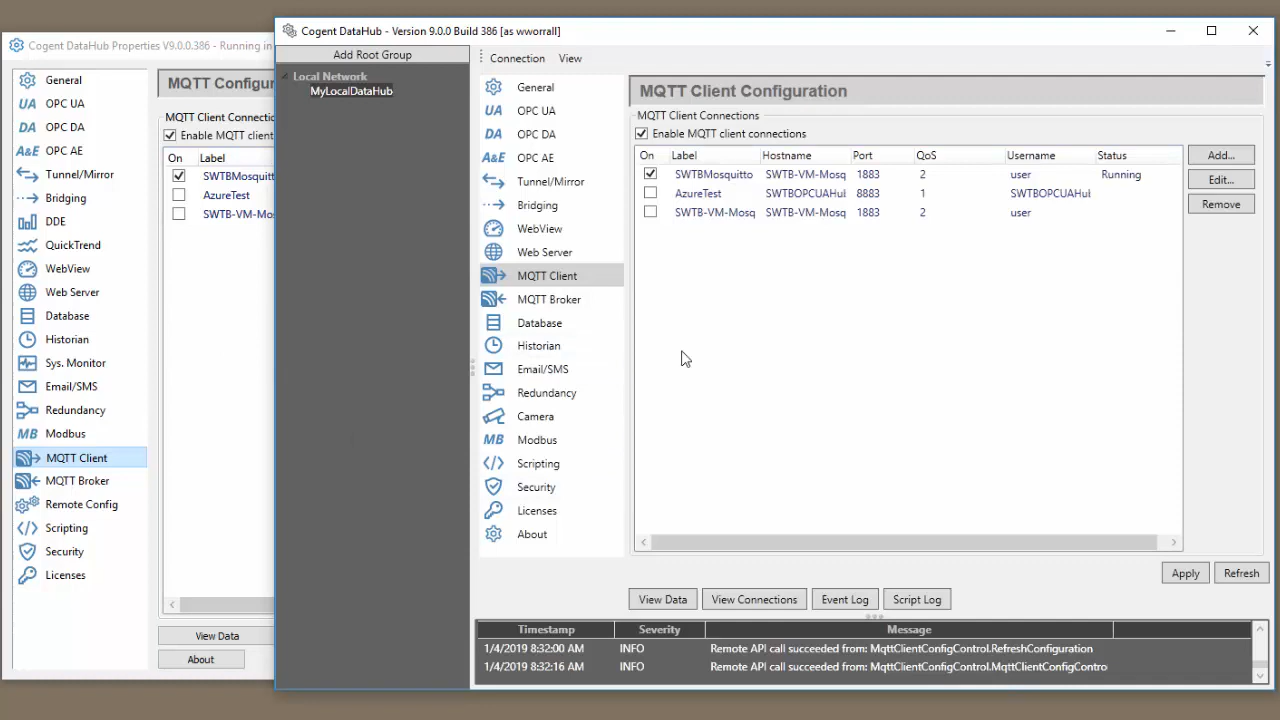 Cogent DataHub Properties V9.0.0.386 - Running in
General
OPC UA
OPC DA
OPC AE
Tunnel/Mirror
Bridging
DDE
QuickTrend
WebView
Web Server
Database
Historian
Sys. Monitor
Email/SMS
Redundancy
Modbus
MQTT Client
MQTT Broker
Remote Config
Scripting
Security
Licenses
MQTT Configur
MQTT Client Connectio
Enable MQTT client
On Label
SWTBMosquitt
AzureTest
SWTB-VM-Mos
View Data
About
Cogent DataHub - Version 9.0.0 Build 386 [as wworrall]
Add Root Group
Local Network
MyLocalDataHub
Connection View
General
UA OPC UA
DA OPC DA
A&E OPC AE
Tunnel/Mirror
Bridging
WebView
Web Server
MQTT Client
MQTT Broker
Database
Historian
Email/SMS
Redundancy
Camera
MB Modbus
Scripting
Security
Licenses
About
MQTT Client Configuration
MQTT Client Connections
Enable MQTT client connections
On Label Hostname Port QoS Username Status
SWTBMosquitto SWTB-VM-Mosq 1883 2 user Running
AzureTest SWTBOPCUAHul 8883 1 SWTBOPCUAHul
SWTB-VM-Mosq SWTB-VM-Mosq 1883 2 user
Add...
Edit...
Remove
Apply Refresh
View Data View Connections Event Log Script Log
Timestamp Severity Message
1/4/2019 8:32:00 AM INFO Remote API call succeeded from: MqttClientConfigControl.RefreshConfiguration
1/4/2019 8:32:16 AM INFO Remote API call succeeded from: MqttClientConfigControl.MqttClientConfigContro